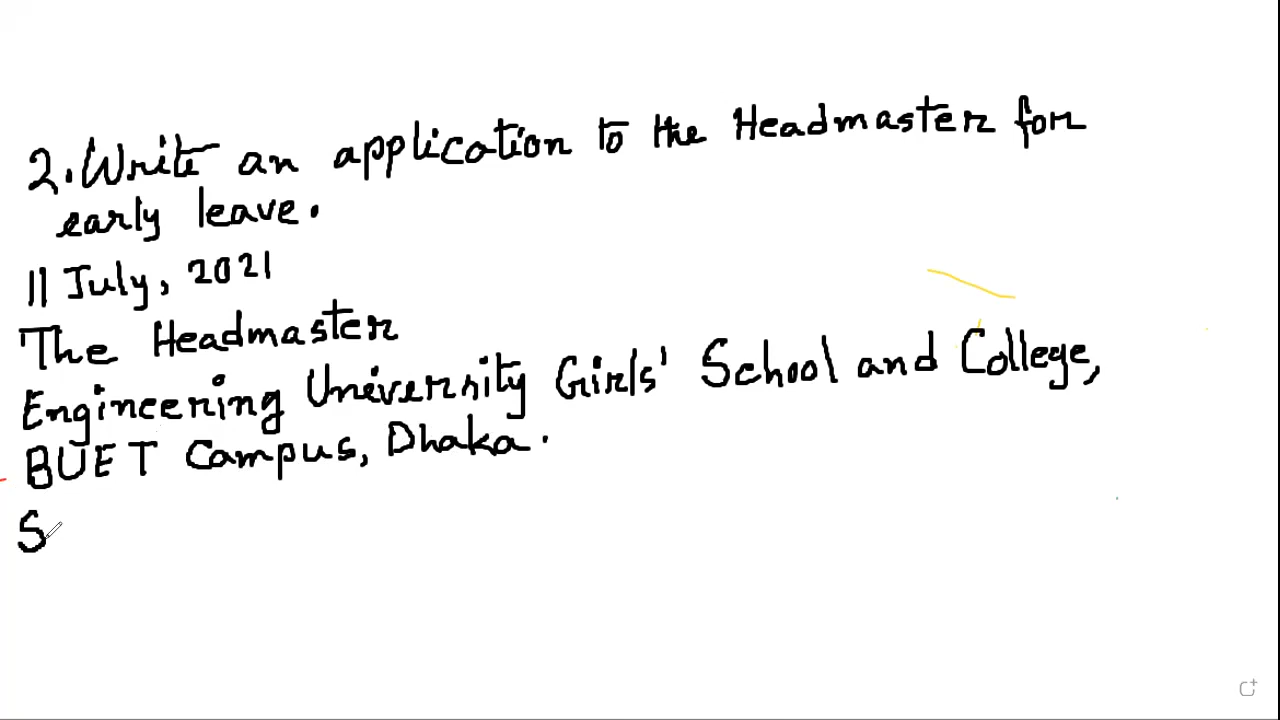 2. Write an application to the Headmaster for
early leave.
11 July, 2021
The Headmaster
Engineering University Girls' School and College,
BUET Campus, Dhaka.
S